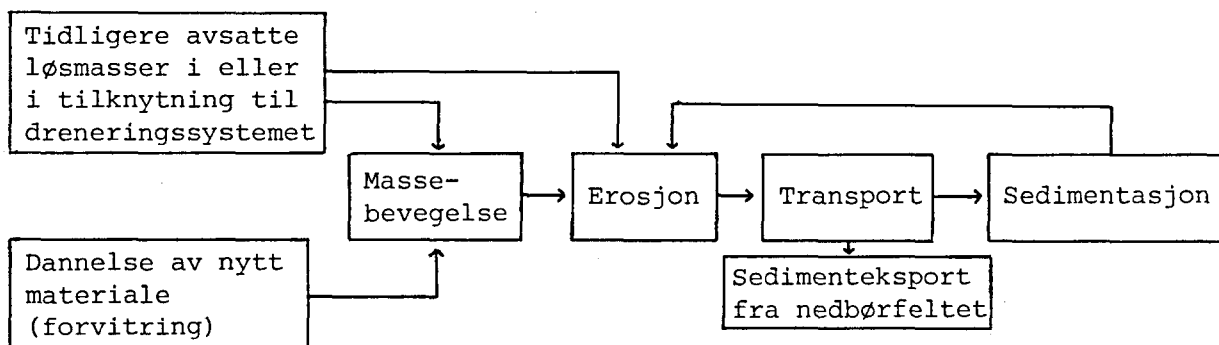 Tidligere avsatte
løsmasser i eller
i tilknytning til
dreneringssystemet
Masse-
bevegelse
Erosjon
Transport
Sedimentasjon
Dannelse av nytt
materiale
(forvitring)
Sedimenteksport
fra nedbørfeltet